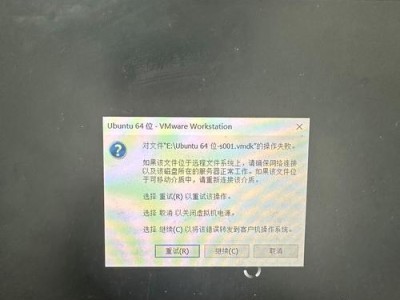 Ubuntu 64 位 - VMware Workstation
对文件"E:\Ubuntu 64 位-s001.vmdk"的操作失败。
如果该文件位于远程文件系统上，请确保网络连接
以及该磁盘所在的服务器正常工作。如果该文件位
于可移动介质中，请重新连接该介质。
选择 重试(R) 以重试该操作。
选择 取消 以关闭虚拟机电源。
选择 继续(C) 以将该错误转发到客户机操作系统。
重试(R)
继续(C)
取消